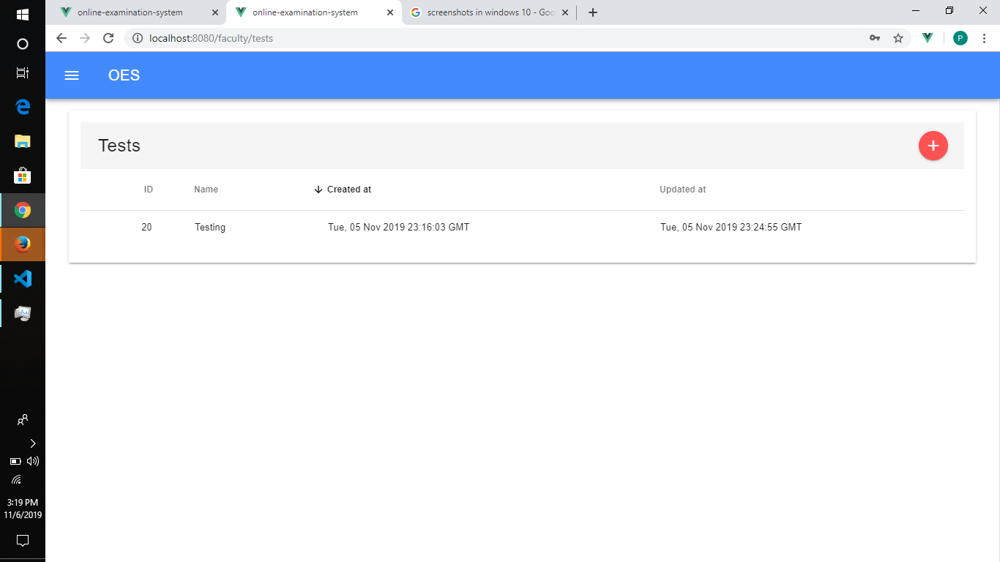 online-examination-system
online-examination-system
screenshots in windows 10 - Goo
localhost:8080/faculty/tests
P
OES
Tests
ID Name Created at Updated at
20 Testing Tue, 05 Nov 2019 23:16:03 GMT Tue, 05 Nov 2019 23:24:55 GMT
3:19 PM
11/6/2019